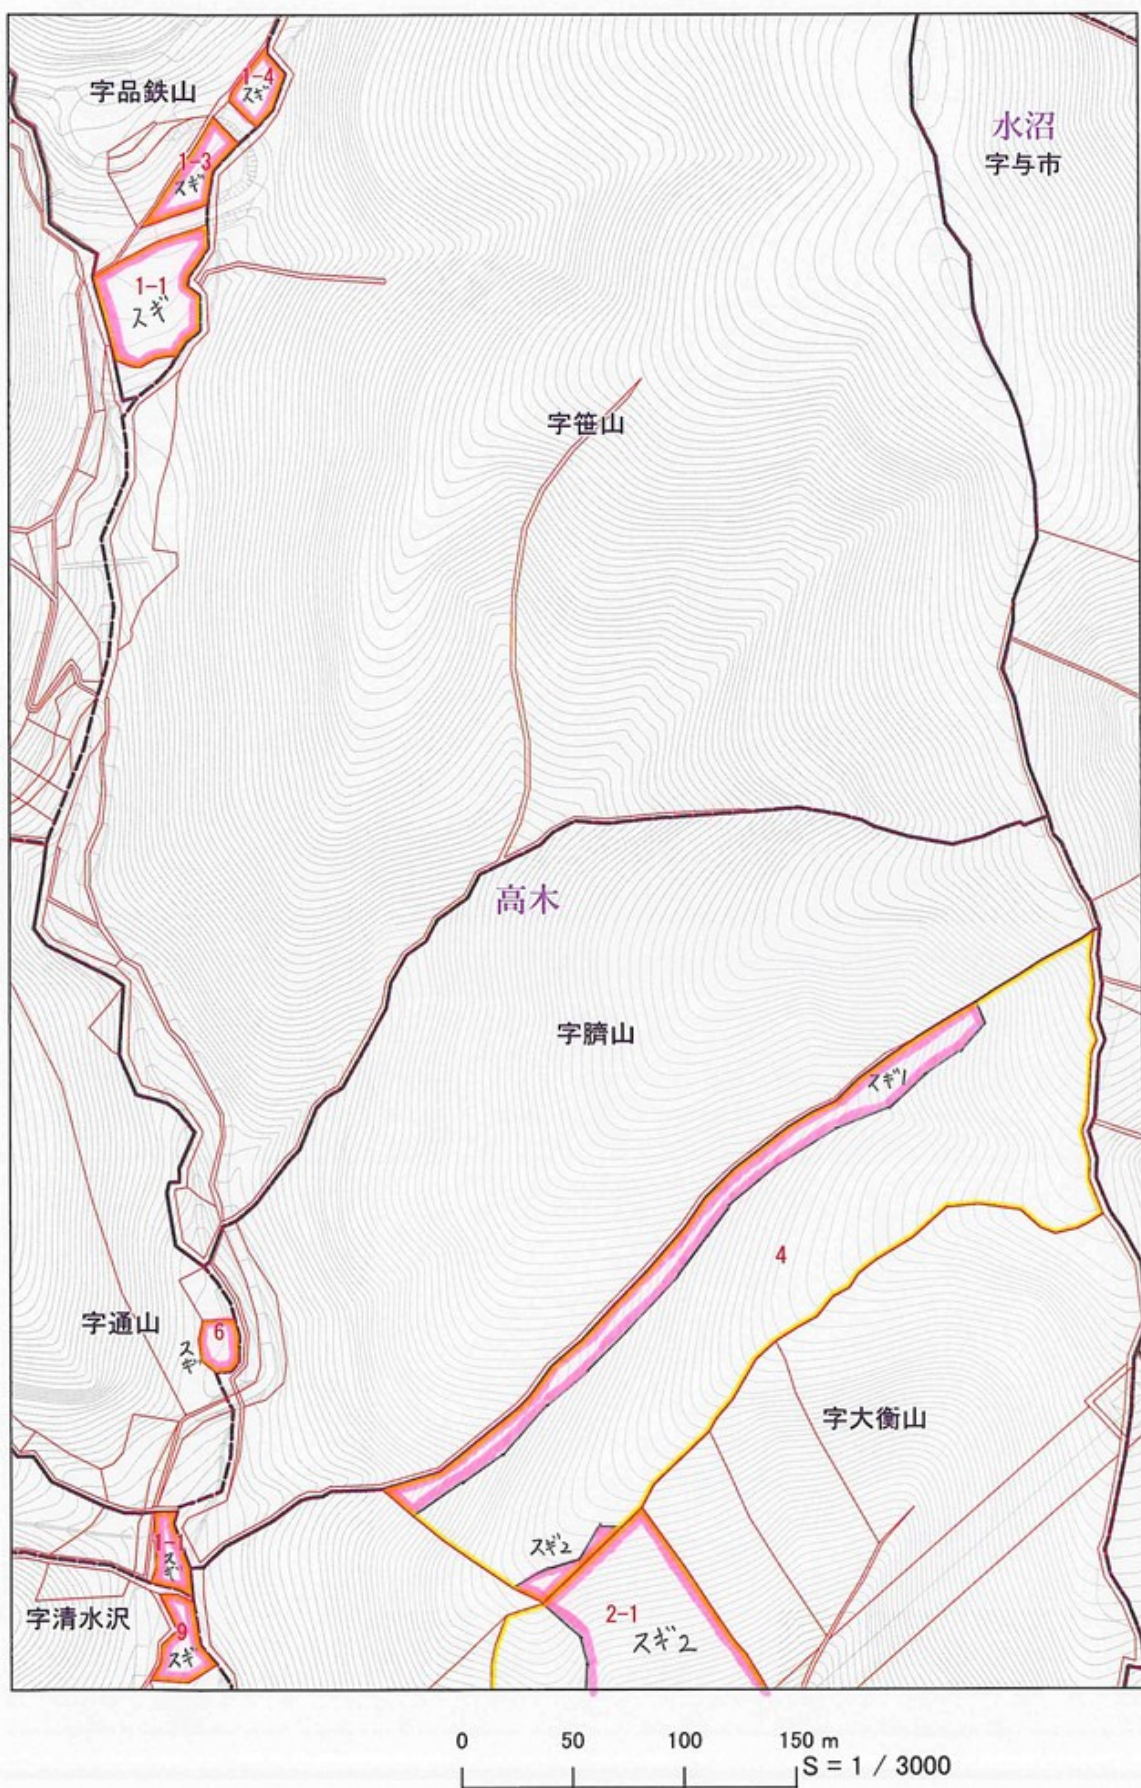 1-4
スギ
字品鉄山
水沼
字与市
1-3
スギ
1-1
スギ
字笹山
高木
字臍山
スギ1
4
字通山
6
スギ
字大衡山
1-1
スギ
スギ2
字清水沢
9
スギ
2-1
スギ2
0 50 100 150 m
S = 1 / 3000